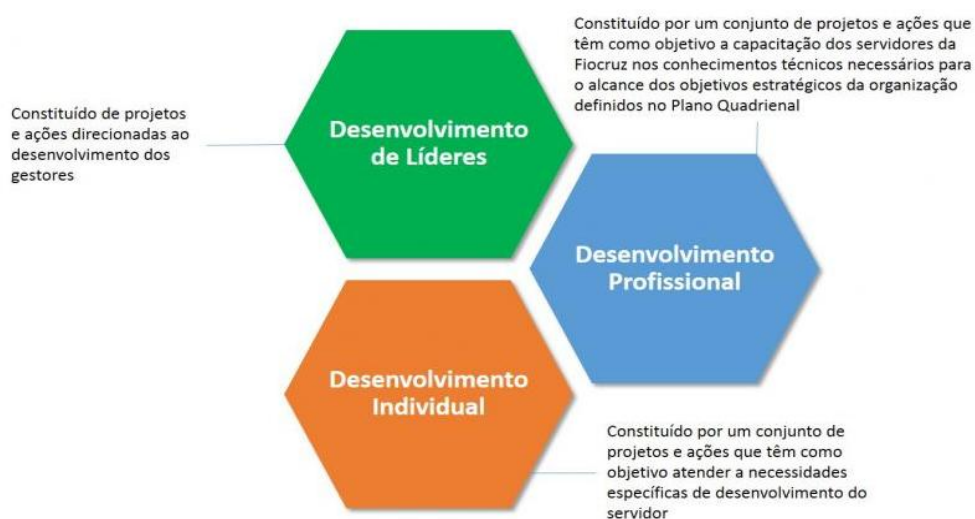 Constituído por um conjunto de projetos e ações que
têm como objetivo a capacitação dos servidores da
Fiocruz nos conhecimentos técnicos necessários para
o alcance dos objetivos estratégicos da organização
definidos no Plano Quadrienal
Constituído de projetos
e ações direcionadas ao
desenvolvimento dos
gestores
Desenvolvimento
de Líderes
Desenvolvimento
Profissional
Desenvolvimento
Individual
Constituído por um conjunto de
projetos e ações que têm como
objetivo atender a necessidades
específicas de desenvolvimento do
servidor